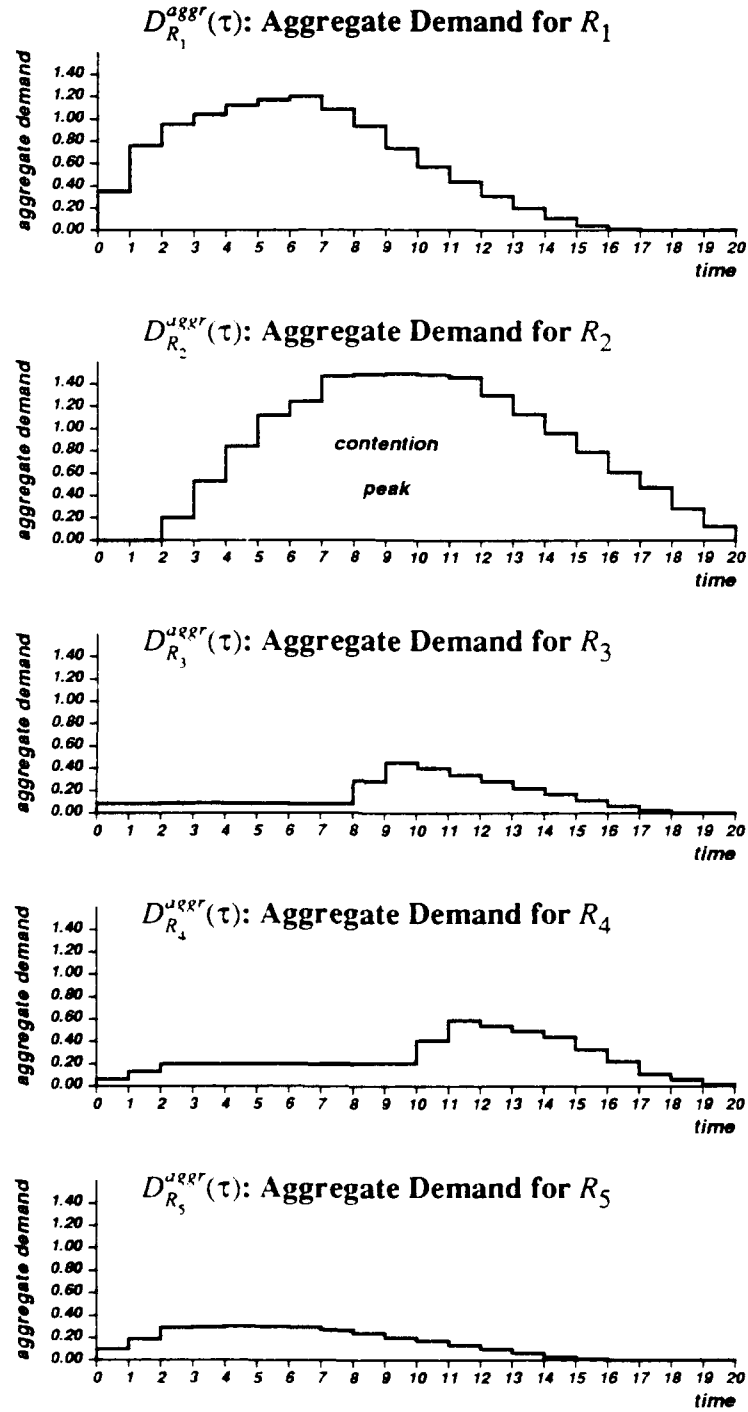 D_{R_1}^{aggr}(τ): Aggregate Demand for R_1
aggregate demand
1.40
1.20
1.00
0.80
0.60
0.40
0.20
0.00
0 1 2 3 4 5 6 7 8 9 10 11 12 13 14 15 16 17 18 19 20
time
D_{R_2}^{aggr}(τ): Aggregate Demand for R_2
aggregate demand
1.40
1.20
1.00
0.80
0.60
0.40
0.20
0.00
contention
peak
0 1 2 3 4 5 6 7 8 9 10 11 12 13 14 15 16 17 18 19 20
time
D_{R_3}^{aggr}(τ): Aggregate Demand for R_3
aggregate demand
1.40
1.20
1.00
0.80
0.60
0.40
0.20
0.00
0 1 2 3 4 5 6 7 8 9 10 11 12 13 14 15 16 17 18 19 20
time
D_{R_4}^{aggr}(τ): Aggregate Demand for R_4
aggregate demand
1.40
1.20
1.00
0.80
0.60
0.40
0.20
0.00
0 1 2 3 4 5 6 7 8 9 10 11 12 13 14 15 16 17 18 19 20
time
D_{R_5}^{aggr}(τ): Aggregate Demand for R_5
aggregate demand
1.40
1.20
1.00
0.80
0.60
0.40
0.20
0.00
0 1 2 3 4 5 6 7 8 9 10 11 12 13 14 15 16 17 18 19 20
time